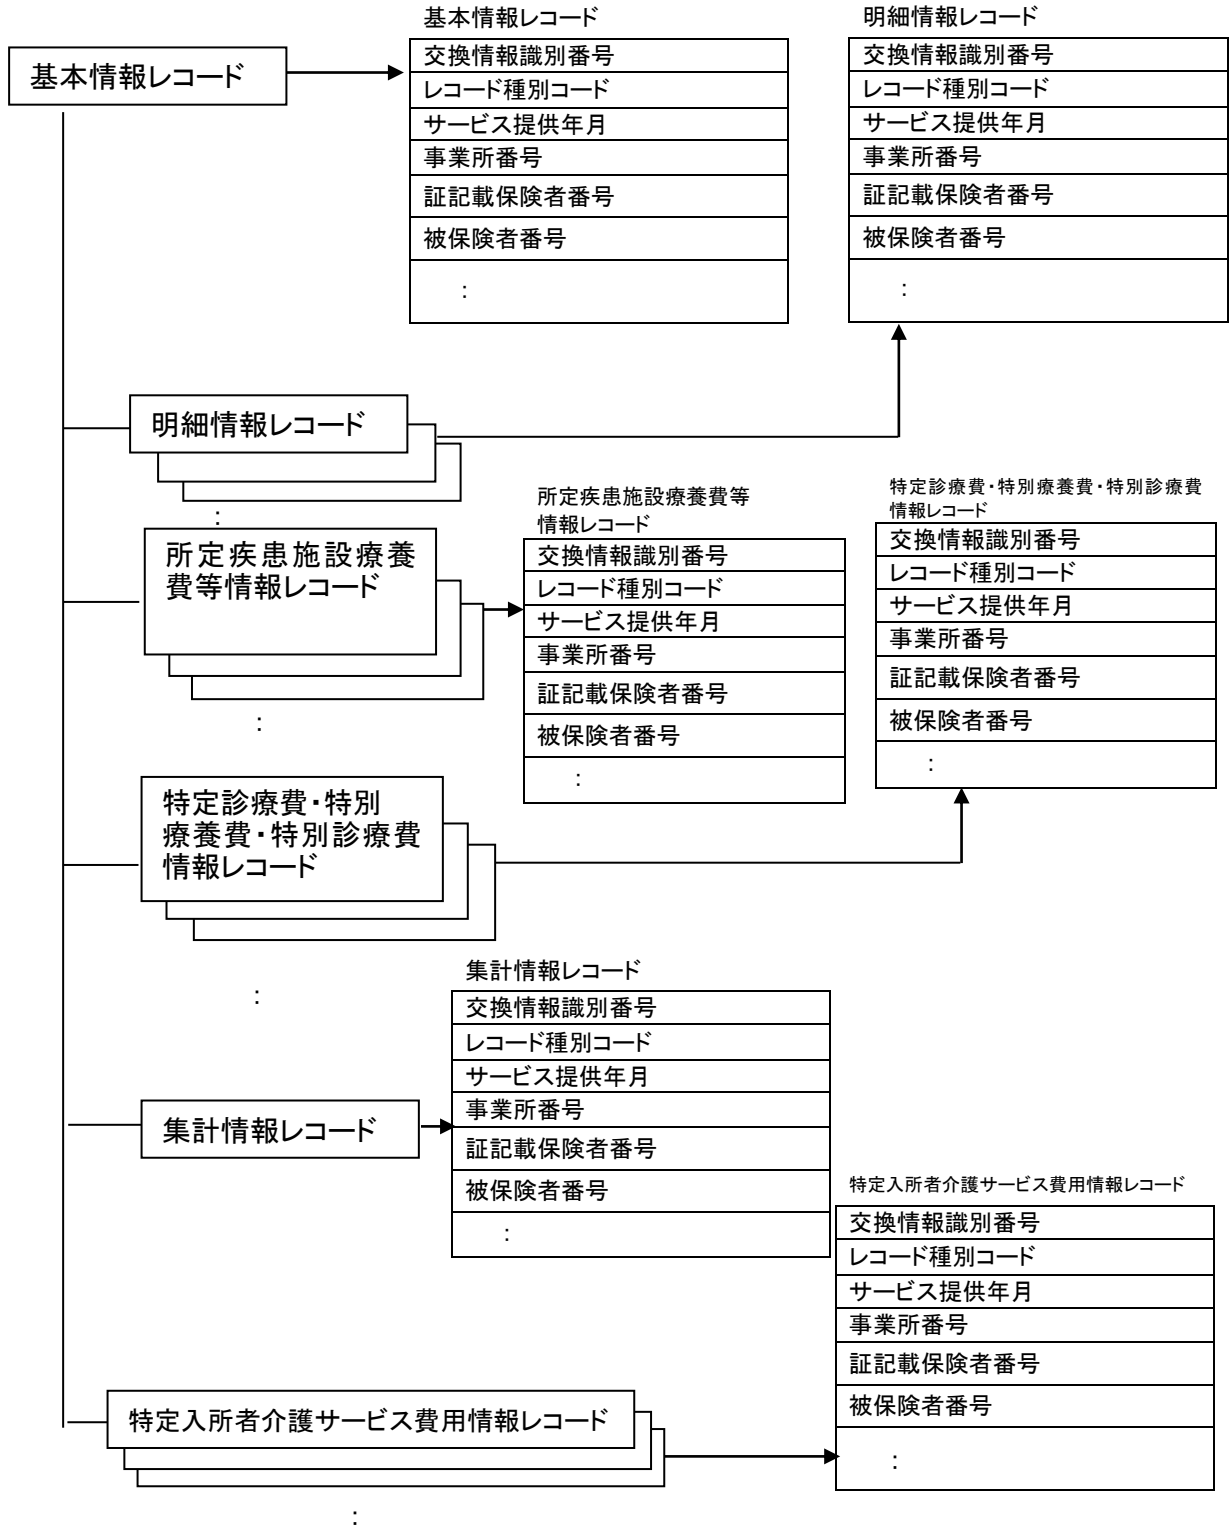 基本情報レコード
基本情報レコード
交換情報識別番号
レコード種別コード
サービス提供年月
事業所番号
証記載保険者番号
被保険者番号
:
明細情報レコード
交換情報識別番号
レコード種別コード
サービス提供年月
事業所番号
証記載保険者番号
被保険者番号
:
明細情報レコード
:
所定疾患施設療養
費等情報レコード
:
所定疾患施設療養費等
情報レコード
交換情報識別番号
レコード種別コード
サービス提供年月
事業所番号
証記載保険者番号
被保険者番号
:
特定診療費・特別療養費・特別診療費
情報レコード
交換情報識別番号
レコード種別コード
サービス提供年月
事業所番号
証記載保険者番号
被保険者番号
:
特定診療費・特別
療養費・特別診療費
情報レコード
:
集計情報レコード
交換情報識別番号
レコード種別コード
サービス提供年月
事業所番号
証記載保険者番号
被保険者番号
:
集計情報レコード
特定入所者介護サービス費用情報レコード
交換情報識別番号
レコード種別コード
サービス提供年月
事業所番号
証記載保険者番号
被保険者番号
:
特定入所者介護サービス費用情報レコード
: